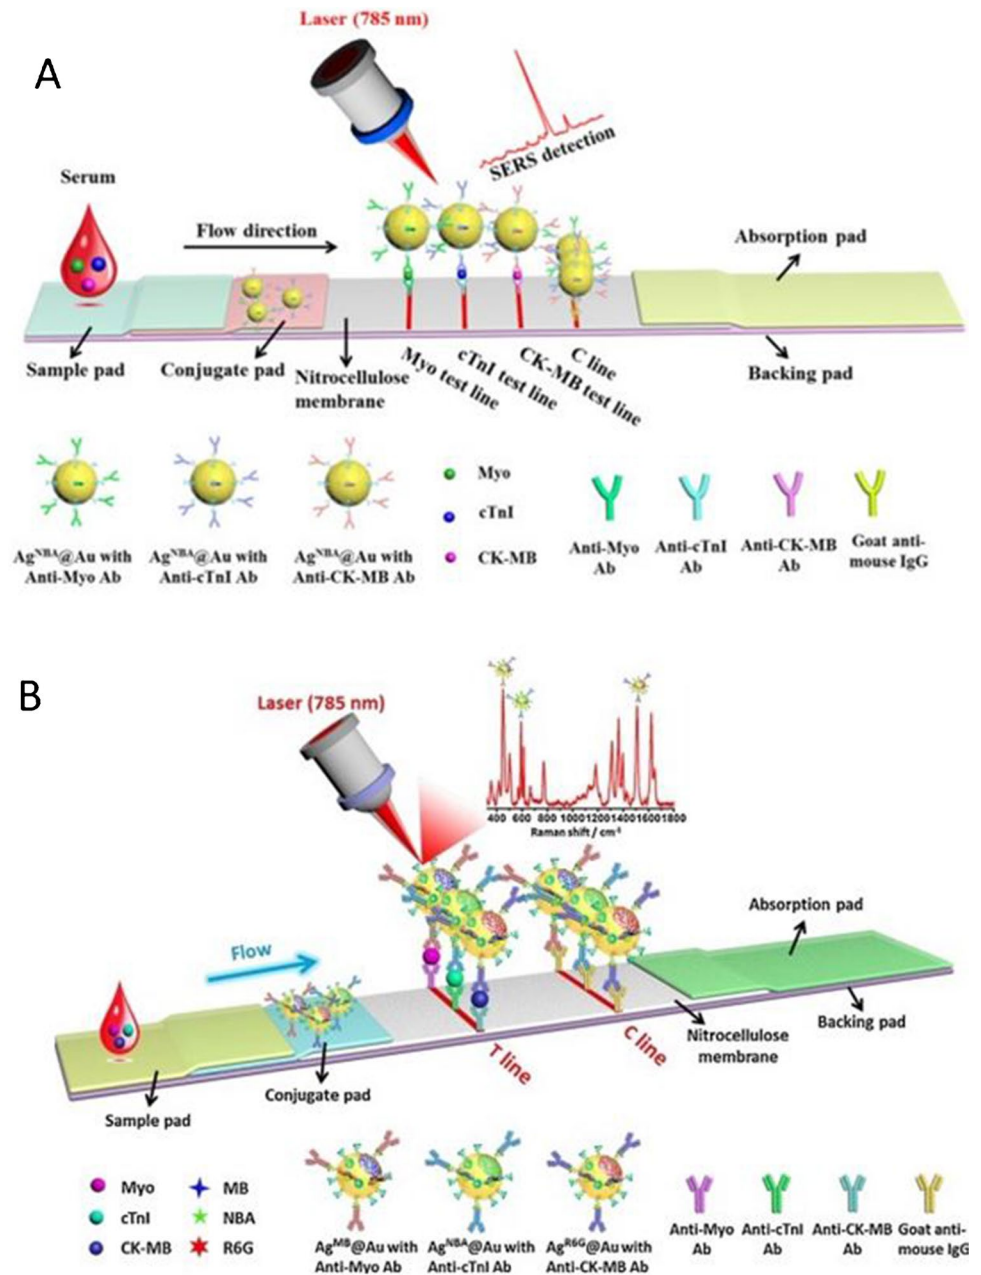 A
Laser (785 nm)
SERS detection
Serum
Flow direction
Absorption pad
Sample pad
Conjugate pad
Nitrocellulose
membrane
Myo test line
cTnI test line
CK-MB test line
C line
Backing pad
Myo
cTnI
CK-MB
Ag^NBA@Au with
Anti-Myo Ab
Ag^NBA@Au with
Anti-cTnI Ab
Ag^NBA@Au with
Anti-CK-MB Ab
Anti-Myo
Ab
Anti-cTnI
Ab
Anti-CK-MB
Ab
Goat anti-
mouse IgG
B
Laser (785 nm)
400 600 800 1000 1200 1400 1600 1800
Raman shift / cm⁻¹
Absorption pad
Flow
Backing pad
Nitrocellulose
membrane
T line
C line
Conjugate pad
Sample pad
Myo
MB
cTnI
NBA
CK-MB
R6G
Ag^MB@Au with
Anti-Myo Ab
Ag^NBA@Au with
Anti-cTnI Ab
Ag^R6G@Au with
Anti-CK-MB Ab
Anti-Myo
Ab
Anti-cTnI
Ab
Anti-CK-MB
Ab
Goat anti-
mouse IgG